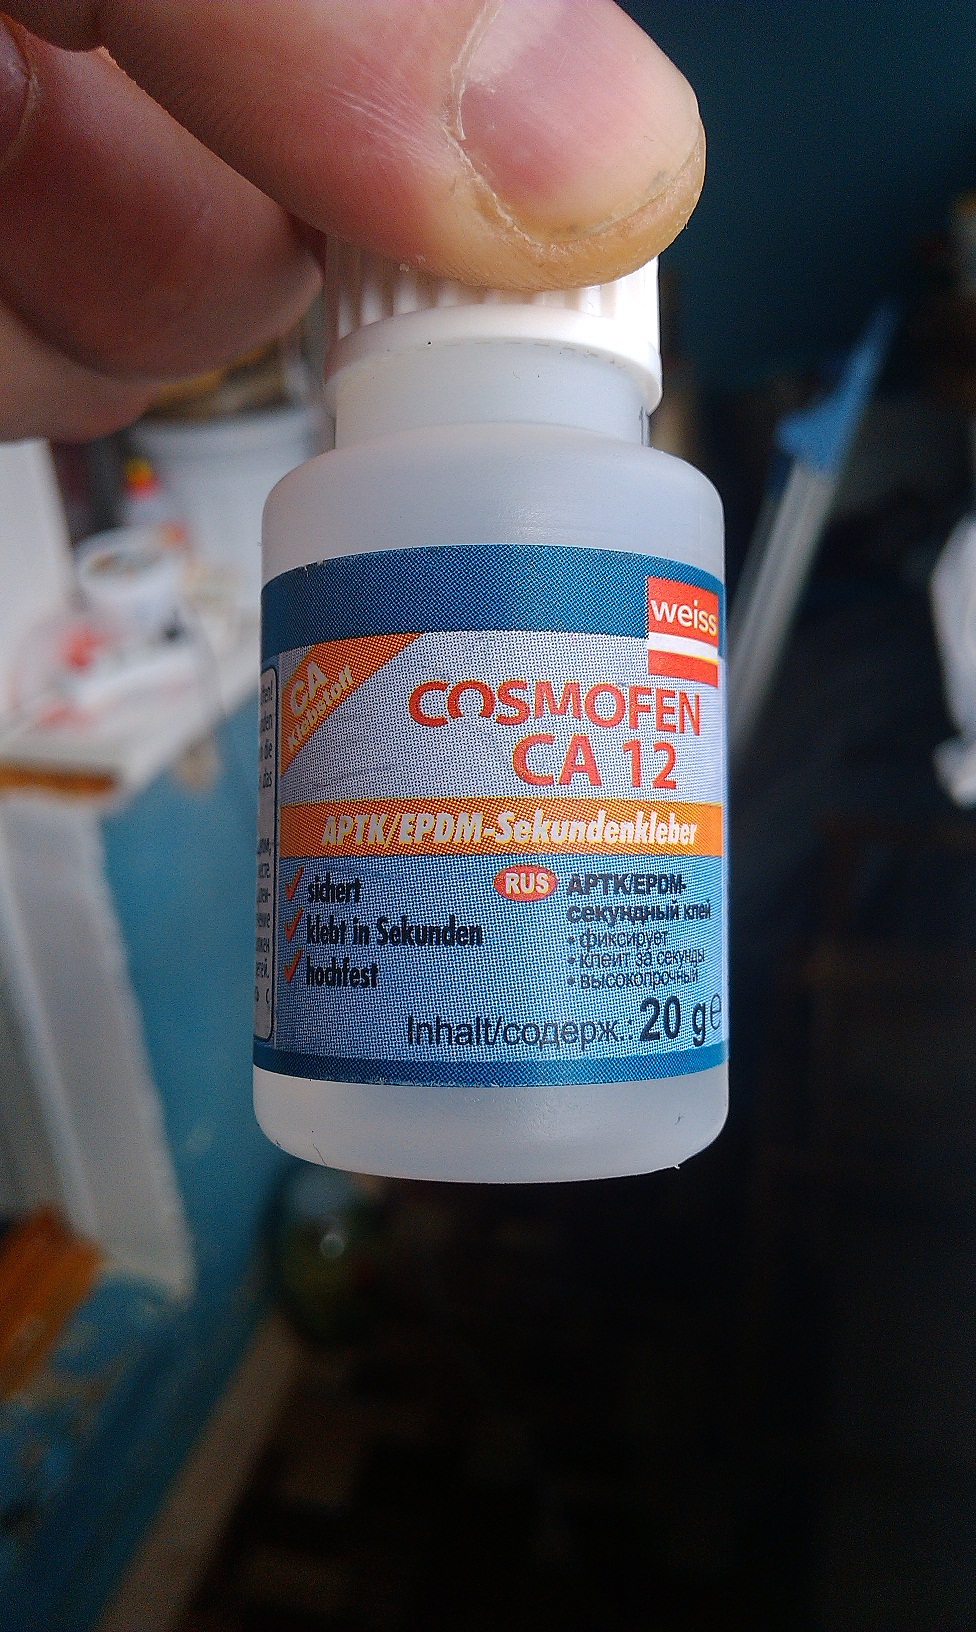 weiss
CA
Klebstoff
COSMOFEN
CA 12
APTK/EPDM-Sekundenkleber
sichert
klebt in Sekunden
hochfest
RUS АРТК/EPDM-
секундный клей
• фиксирует
• клеит за секунды
• высокопрочный
Inhalt/содерж.: 20 g e